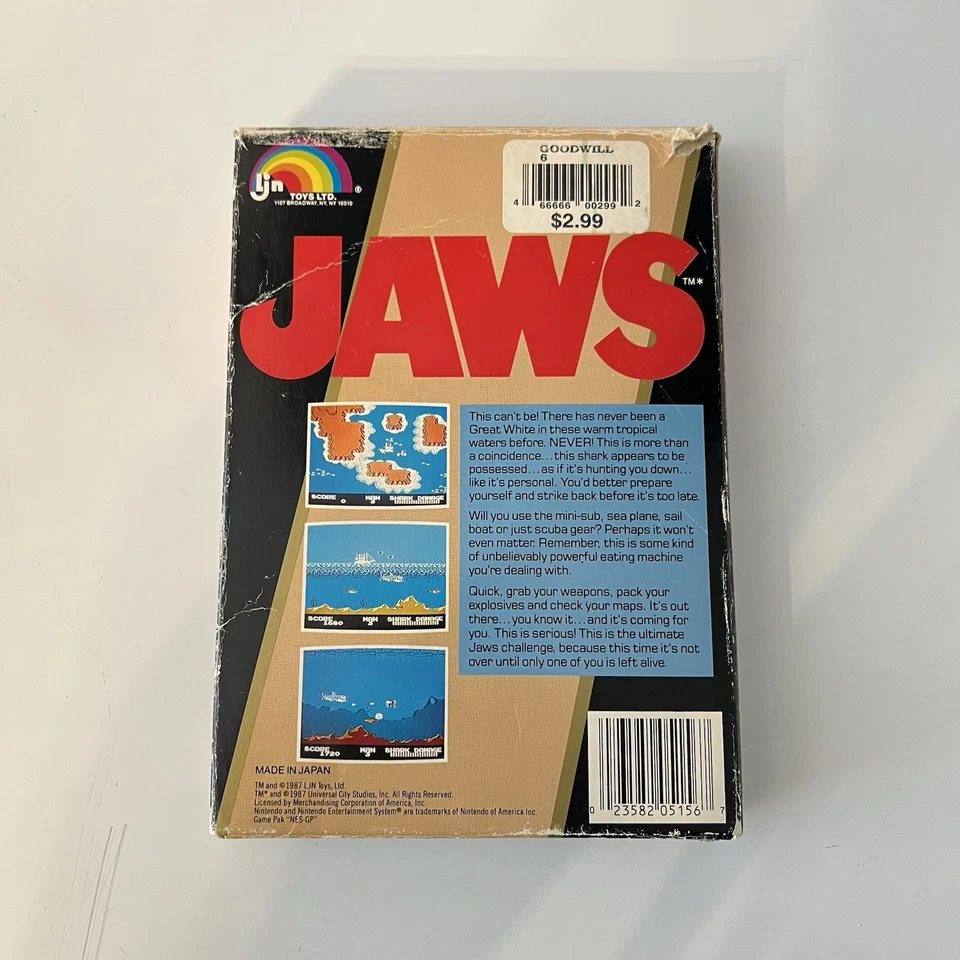 GOODWILL
6
4 66666 00299 2
$2.99
ljn
TOYS LTD. ®
1107 BROADWAY, NY, NY 10010
JAWS TM*
This can't be! There has never been a
Great White in these warm tropical
waters before. NEVER! This is more than
a coincidence...this shark appears to be
possessed...as if it's hunting you down...
like it's personal. You'd better prepare
yourself and strike back before it's too late.
Will you use the mini-sub, sea plane, sail
boat or just scuba gear? Perhaps it won't
even matter. Remember, this is some kind
of unbelievably powerful eating machine
you're dealing with.
Quick, grab your weapons, pack your
explosives and check your maps. It's out
there...you know it...and it's coming for
you. This is serious! This is the ultimate
Jaws challenge, because this time it's not
over until only one of you is left alive.
SCORE MAN SHARK DAMAGE
0 3
SCORE MAN SHARK DAMAGE
1680 3
SCORE MAN SHARK DAMAGE
1720 3
MADE IN JAPAN
TM and ©1987 LJN Toys, Ltd.
TM* and ©1987 Universal City Studios, Inc. All Rights Reserved.
Licensed by Merchandising Corporation of America, Inc.
Nintendo and Nintendo Entertainment System® are trademarks of Nintendo of America Inc.
Game Pak "NES-GP"
0 23582 05156 7